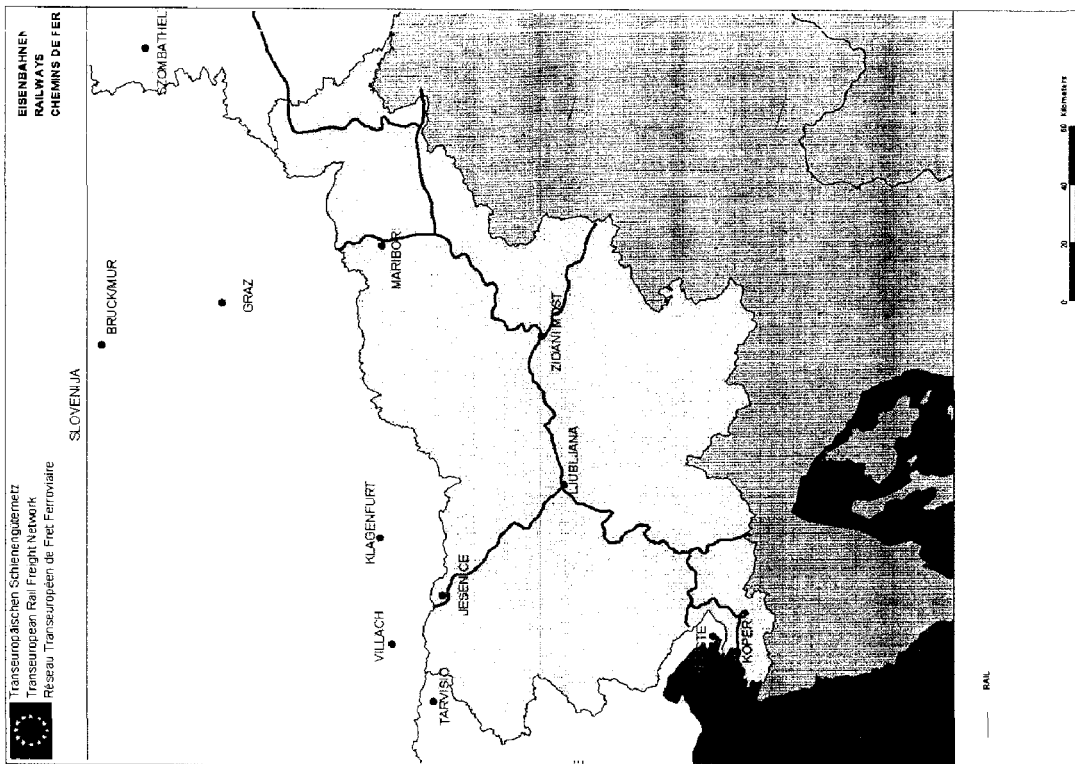 Transeuropäischen Schienengüternetz
Transeuropean Rail Freight Network
Réseau Transeuropéen de Fret Ferroviaire
EISENBAHNEN
RAILWAYS
CHEMINS DE FER
SLOVENIJA
BRUCK/MUR
GRAZ
KLAGENFURT
VILLACH
TARVISIO
JESENICE
MARIBOR
ZIDANI MOST
LJUBLJANA
KOPER
RAIL
0 20 40 60
Kilometers